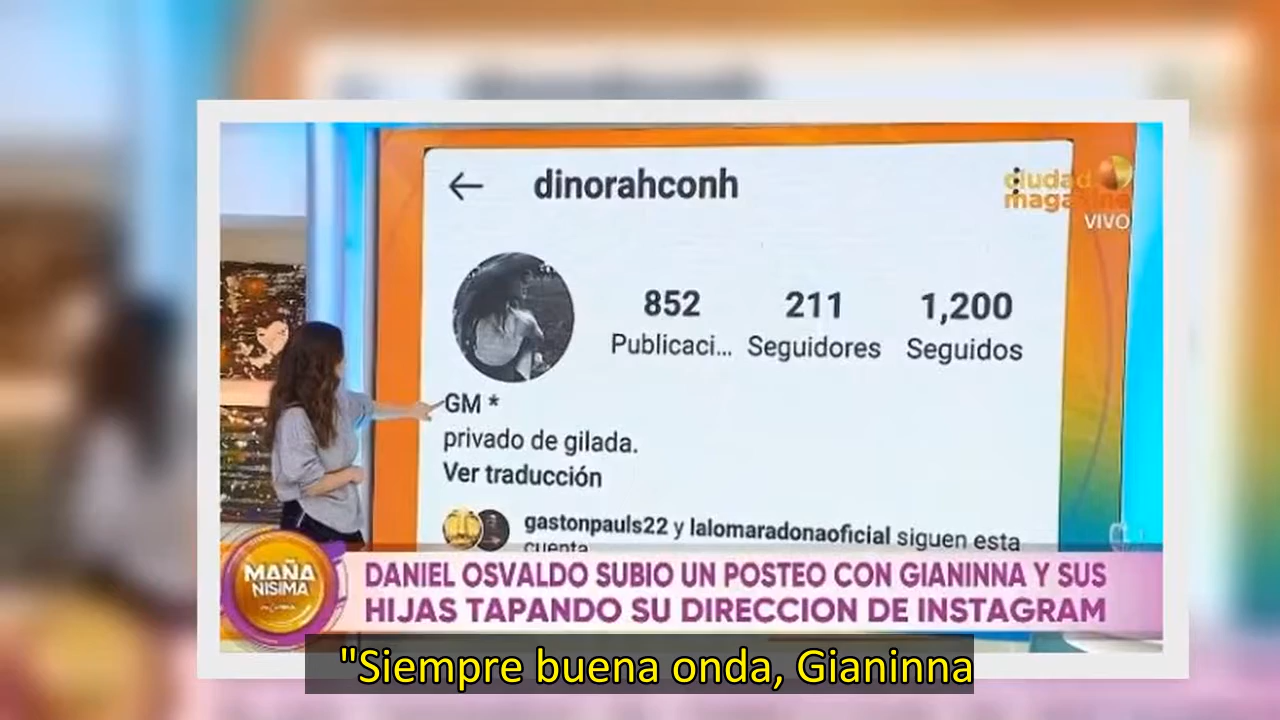 dinorahconh
ciudad
magazine
VIVO
852
211
1,200
Publicaci...
Seguidores
Seguidos
GM *
privado de gilada.
Ver traducción
gastonpauls22 y lalomaradonaoficial siguen esta
cuenta
MAÑA
NISIMA
DANIEL OSVALDO SUBIO UN POSTEO CON GIANINNA Y SUS
HIJAS TAPANDO SU DIRECCION DE INSTAGRAM
"Siempre buena onda, Gianinna